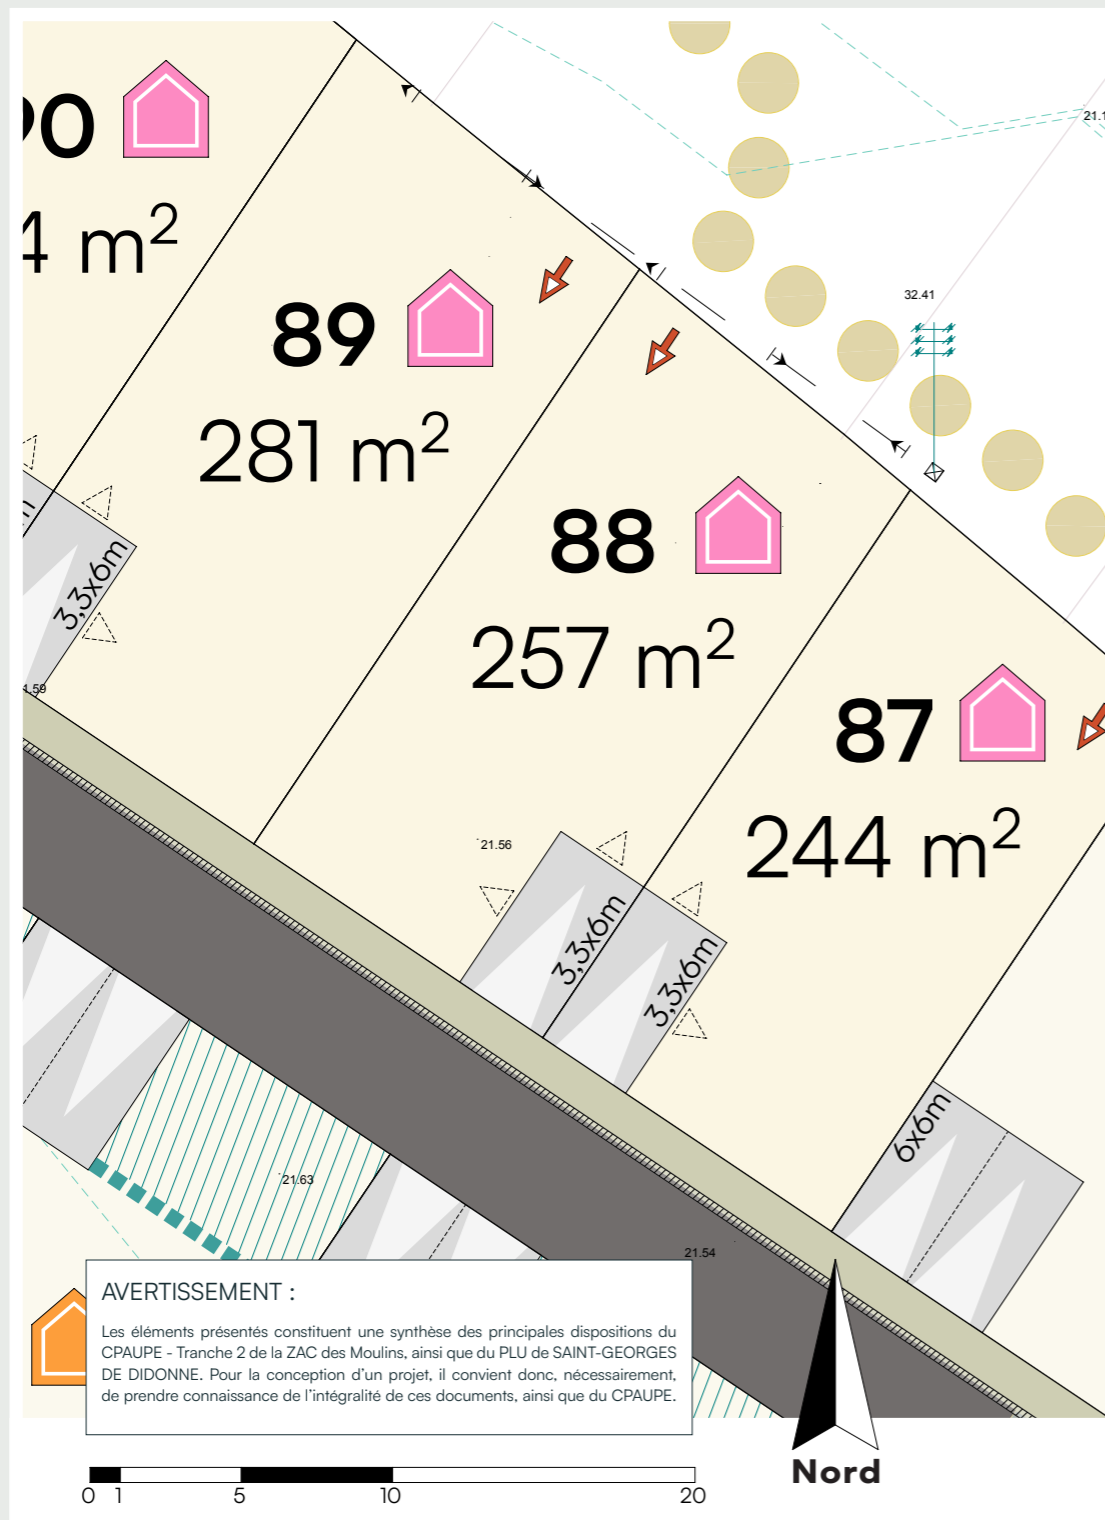 90
4 m²
21.1
32.41
89
281 m²
88
257 m²
3,3x6m
87
244 m²
21.56
3,3x6m
3,3x6m
6x6m
21.63
21.54
AVERTISSEMENT :
Les éléments présentés constituent une synthèse des principales dispositions du
CPAUPE - Tranche 2 de la ZAC des Moulins, ainsi que du PLU de SAINT-GEORGES
DE DIDONNE. Pour la conception d'un projet, il convient donc, nécessairement,
de prendre connaissance de l'intégralité de ces documents, ainsi que du CPAUPE.
0 1 5 10 20
Nord